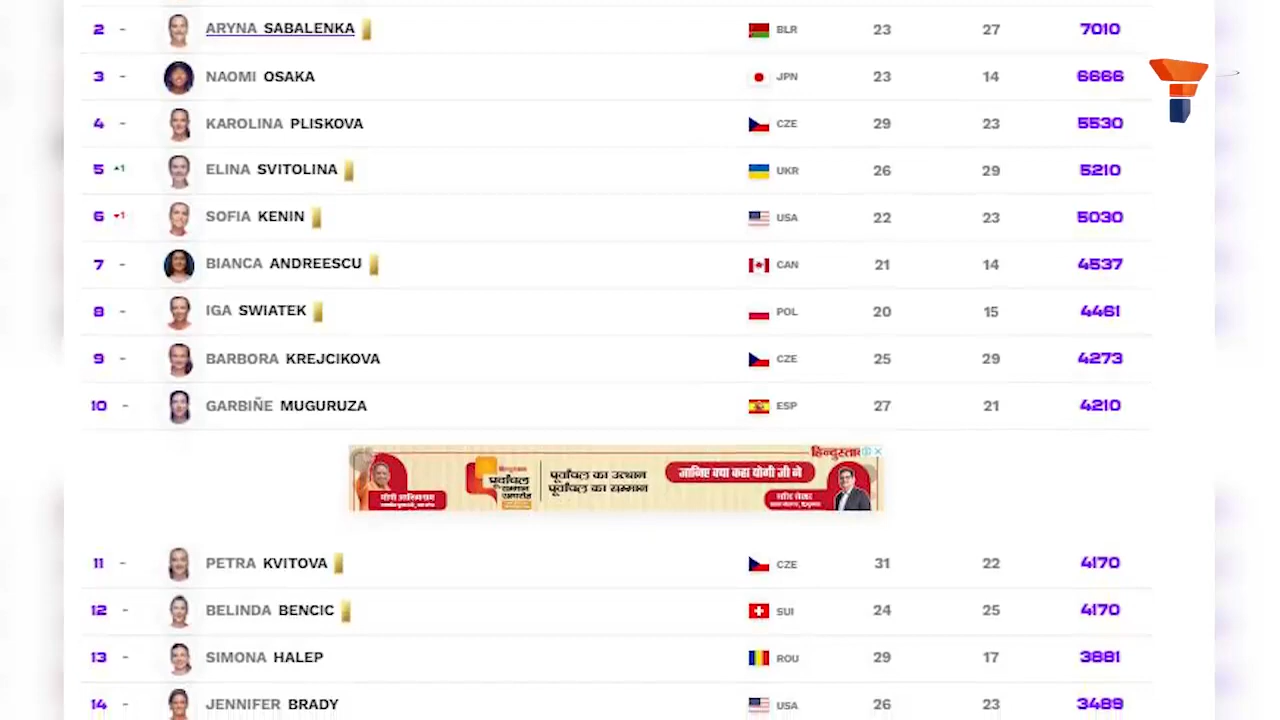 2 - ARYNA SABALENKA BLR 23 27 7010
3 - NAOMI OSAKA JPN 23 14 6666
4 - KAROLINA PLISKOVA CZE 29 23 5530
5 1 ELINA SVITOLINA UKR 26 29 5210
6 1 SOFIA KENIN USA 22 23 5030
7 - BIANCA ANDREESCU CAN 21 14 4537
8 - IGA SWIATEK POL 20 15 4461
9 - BARBORA KREJCIKOVA CZE 25 29 4273
10 - GARBIÑE MUGURUZA ESP 27 21 4210
हिन्दुस्तान
पूर्वांचल का उत्थान
पूर्वांचल का सम्मान
जानिए क्या कहा योगी जी ने
11 - PETRA KVITOVA CZE 31 22 4170
12 - BELINDA BENCIC SUI 24 25 4170
13 - SIMONA HALEP ROU 29 17 3881
14 - JENNIFER BRADY USA 26 23 3489